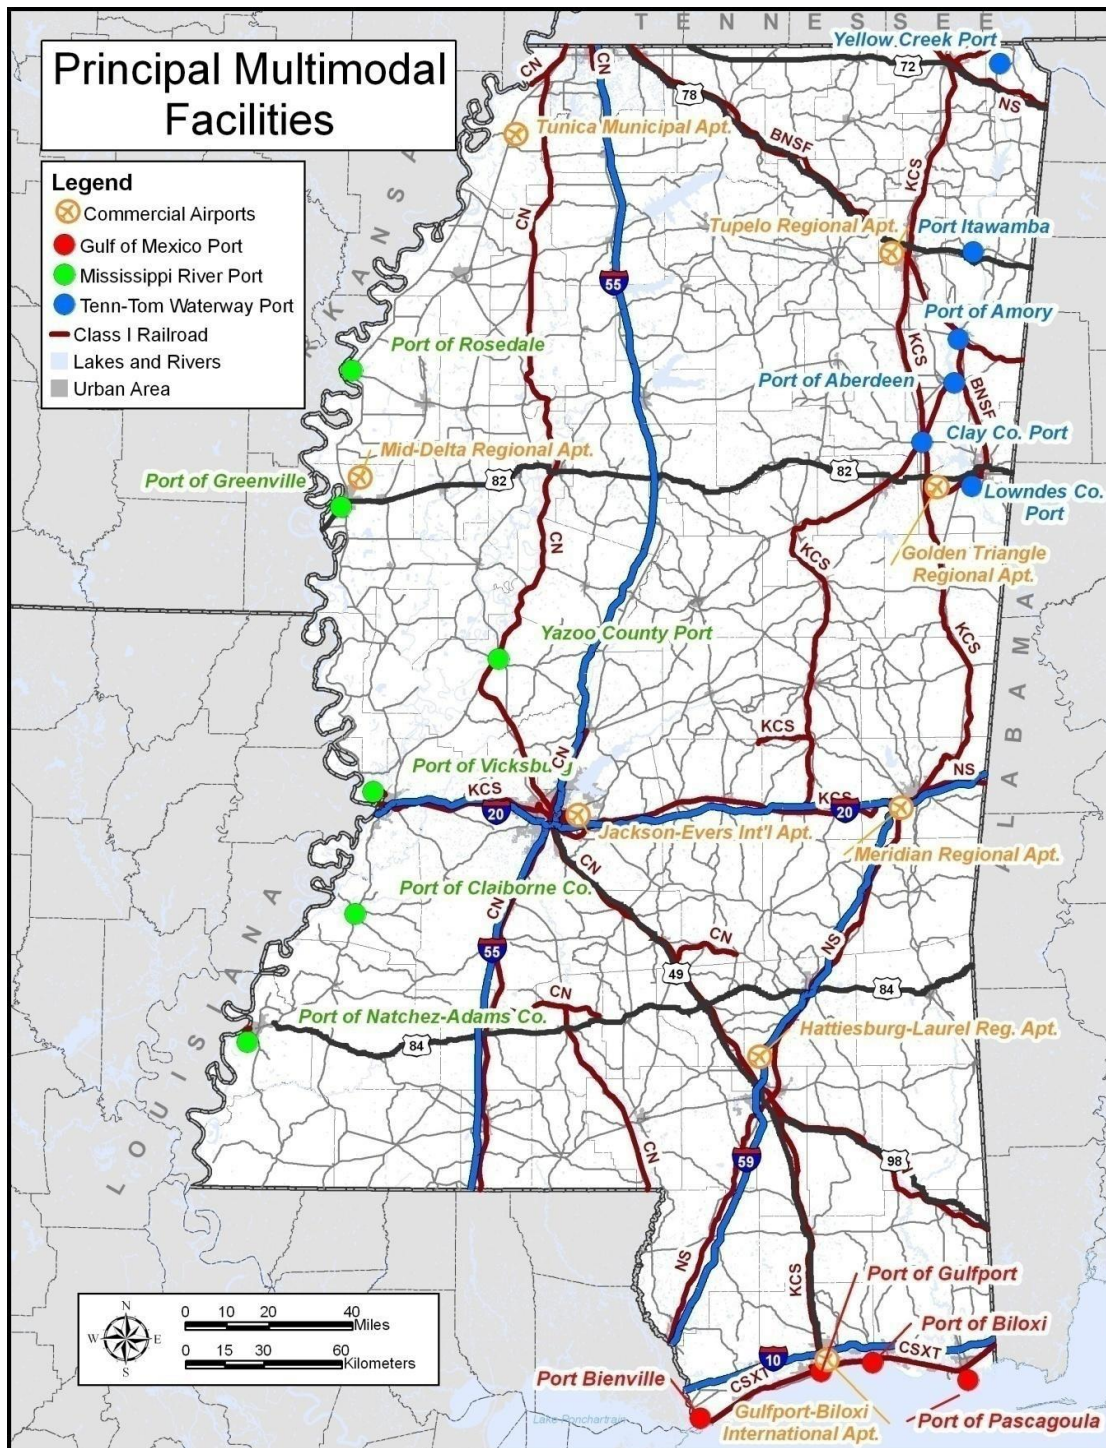 Principal Multimodal
Facilities
Legend
Commercial Airports
Gulf of Mexico Port
Mississippi River Port
Tenn-Tom Waterway Port
Class I Railroad
Lakes and Rivers
Urban Area
TENNESSEE
ARKANSA
LOUISIANA
ALABAMA
Yellow Creek Port
72
CN
CN
78
NS
Tunica Municipal Apt.
BNSF
KCS
CN
Tupelo Regional Apt.
Port Itawamba
55
Port of Amory
Port of Rosedale
KCS
Port of Aberdeen
BNSF
Clay Co. Port
Mid-Delta Regional Apt.
Port of Greenville
82
82
Lowndes Co.
Port
CN
KCS
Golden Triangle
Regional Apt.
Yazoo County Port
KCS
KCS
CN
Port of Vicksburg
NS
KCS
KCS
20
20
Jackson-Evers Int'l Apt.
Meridian Regional Apt.
CN
Port of Claiborne Co.
CN
CN
NS
55
49
CN
84
Port of Natchez-Adams Co.
Hattiesburg-Laurel Reg. Apt.
84
CN
59
98
NS
KCS
Port of Gulfport
Port of Biloxi
CSXT
10
CSXT
Port Bienville
Gulfport-Biloxi
International Apt.
Port of Pascagoula
Lake Ponchartrain
N
W
E
S
0 10 20 40
Miles
0 15 30 60
Kilometers